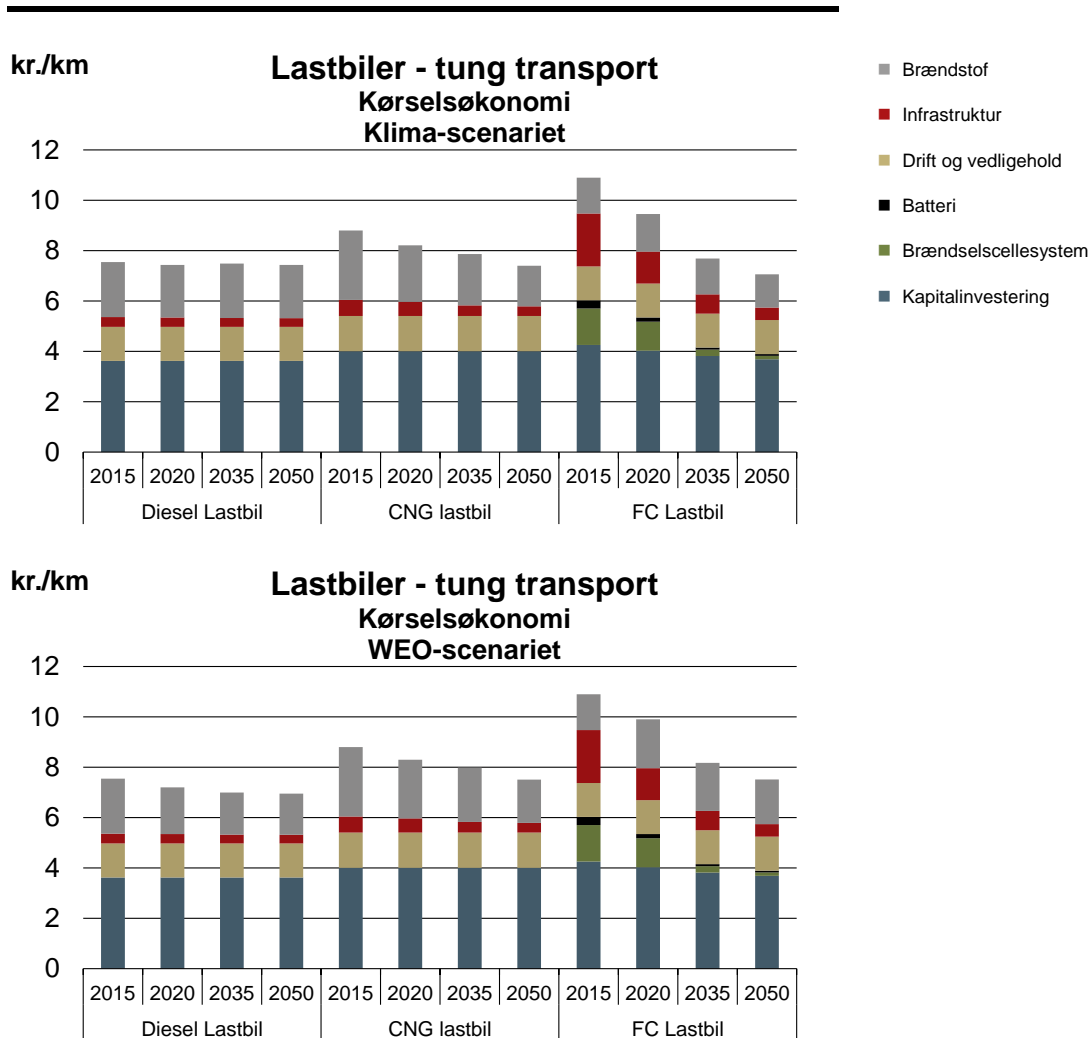 kr./km
Lastbiler - tung transport
Kørselsøkonomi
Klima-scenariet
12
10
8
6
4
2
0
2015 2020 2035 2050 2015 2020 2035 2050 2015 2020 2035 2050
Diesel Lastbil CNG lastbil FC Lastbil
Brændstof
Infrastruktur
Drift og vedligehold
Batteri
Brændselscellesystem
Kapitalinvestering
kr./km
Lastbiler - tung transport
Kørselsøkonomi
WEO-scenariet
12
10
8
6
4
2
0
2015 2020 2035 2050 2015 2020 2035 2050 2015 2020 2035 2050
Diesel Lastbil CNG lastbil FC Lastbil